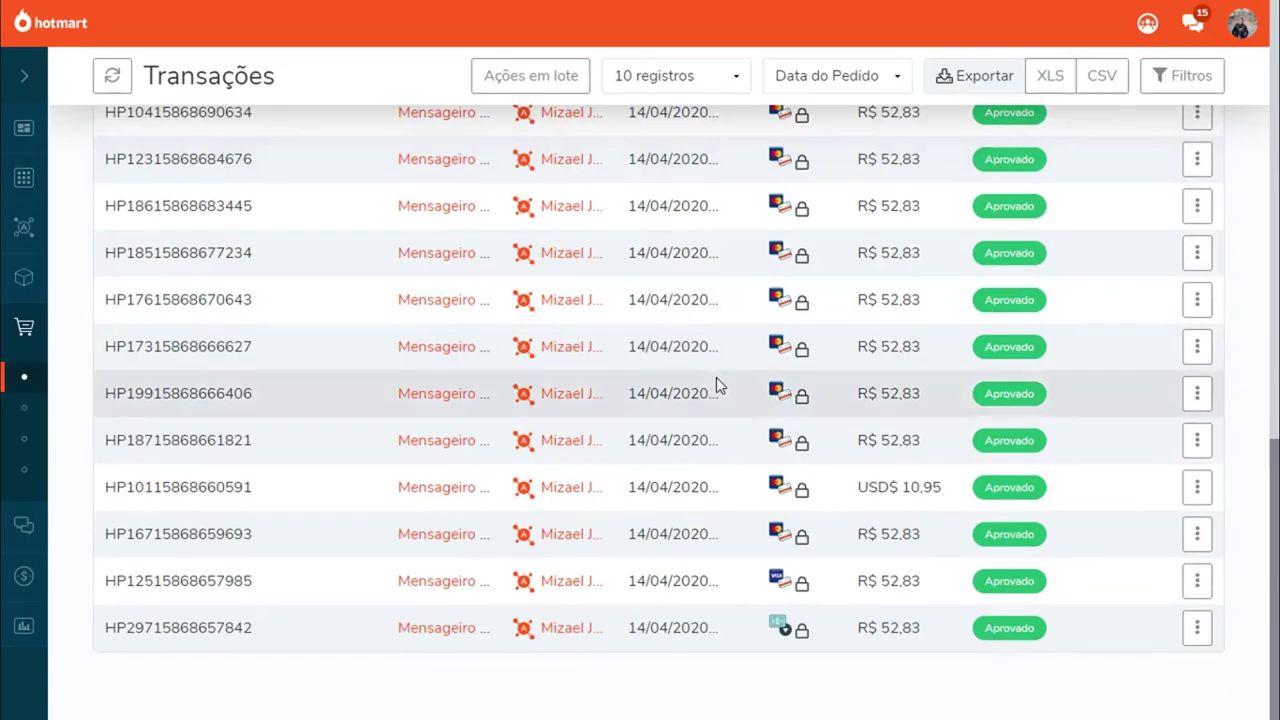 hotmart 15
Transações Ações em lote 10 registros Data do Pedido Exportar XLS CSV Filtros
HP10415868690634 Mensageiro ... Mizael J... 14/04/2020... R$ 52,83 Aprovado
HP12315868684676 Mensageiro ... Mizael J... 14/04/2020... R$ 52,83 Aprovado
HP18615868683445 Mensageiro ... Mizael J... 14/04/2020... R$ 52,83 Aprovado
HP18515868677234 Mensageiro ... Mizael J... 14/04/2020... R$ 52,83 Aprovado
HP17615868670643 Mensageiro ... Mizael J... 14/04/2020... R$ 52,83 Aprovado
HP17315868666627 Mensageiro ... Mizael J... 14/04/2020... R$ 52,83 Aprovado
HP19915868666406 Mensageiro ... Mizael J... 14/04/2020... R$ 52,83 Aprovado
HP18715868661821 Mensageiro ... Mizael J... 14/04/2020... R$ 52,83 Aprovado
HP10115868660591 Mensageiro ... Mizael J... 14/04/2020... USD$ 10,95 Aprovado
HP16715868659693 Mensageiro ... Mizael J... 14/04/2020... R$ 52,83 Aprovado
HP12515868657985 Mensageiro ... Mizael J... 14/04/2020... VISA R$ 52,83 Aprovado
HP29715868657842 Mensageiro ... Mizael J... 14/04/2020... R$ 52,83 Aprovado